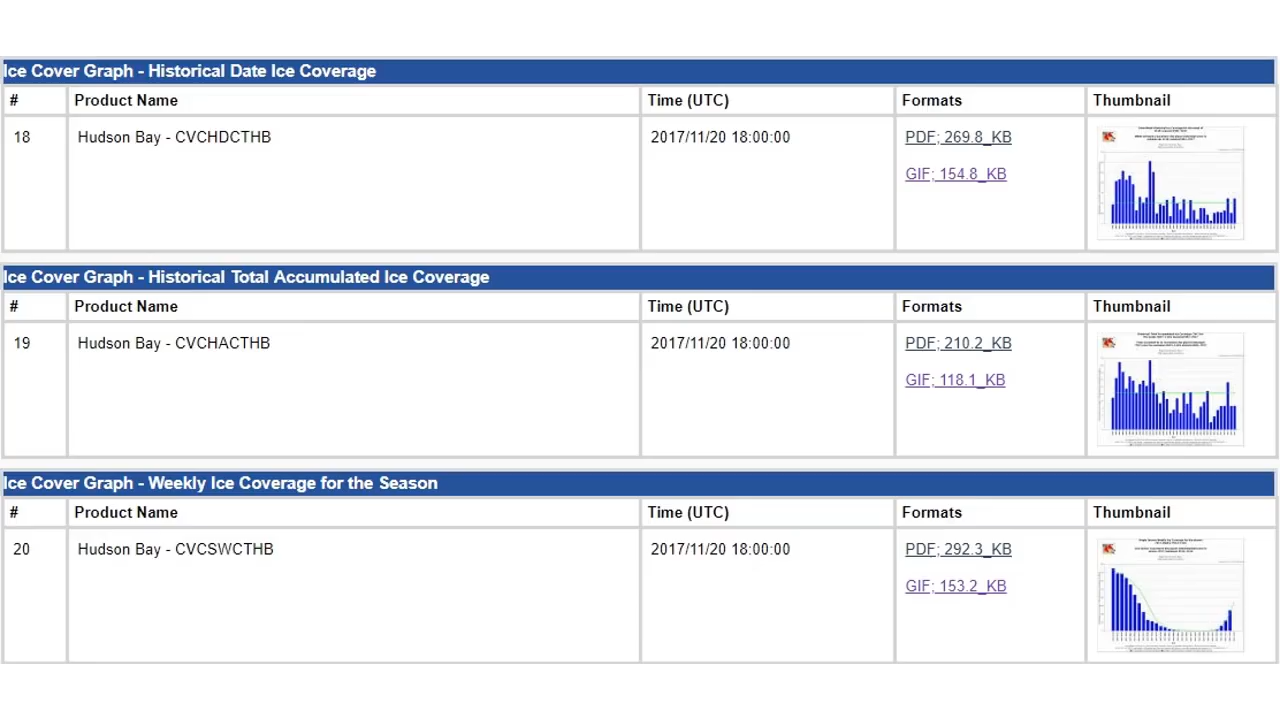 Ice Cover Graph - Historical Date Ice Coverage
# Product Name Time (UTC) Formats Thumbnail
18 Hudson Bay - CVCHDCTHB 2017/11/20 18:00:00 PDF; 269.8_KB
GIF; 154.8_KB
Ice Cover Graph - Historical Total Accumulated Ice Coverage
# Product Name Time (UTC) Formats Thumbnail
19 Hudson Bay - CVCHACTHB 2017/11/20 18:00:00 PDF; 210.2_KB
GIF; 118.1_KB
Ice Cover Graph - Weekly Ice Coverage for the Season
# Product Name Time (UTC) Formats Thumbnail
20 Hudson Bay - CVCSWCTHB 2017/11/20 18:00:00 PDF; 292.3_KB
GIF; 153.2_KB